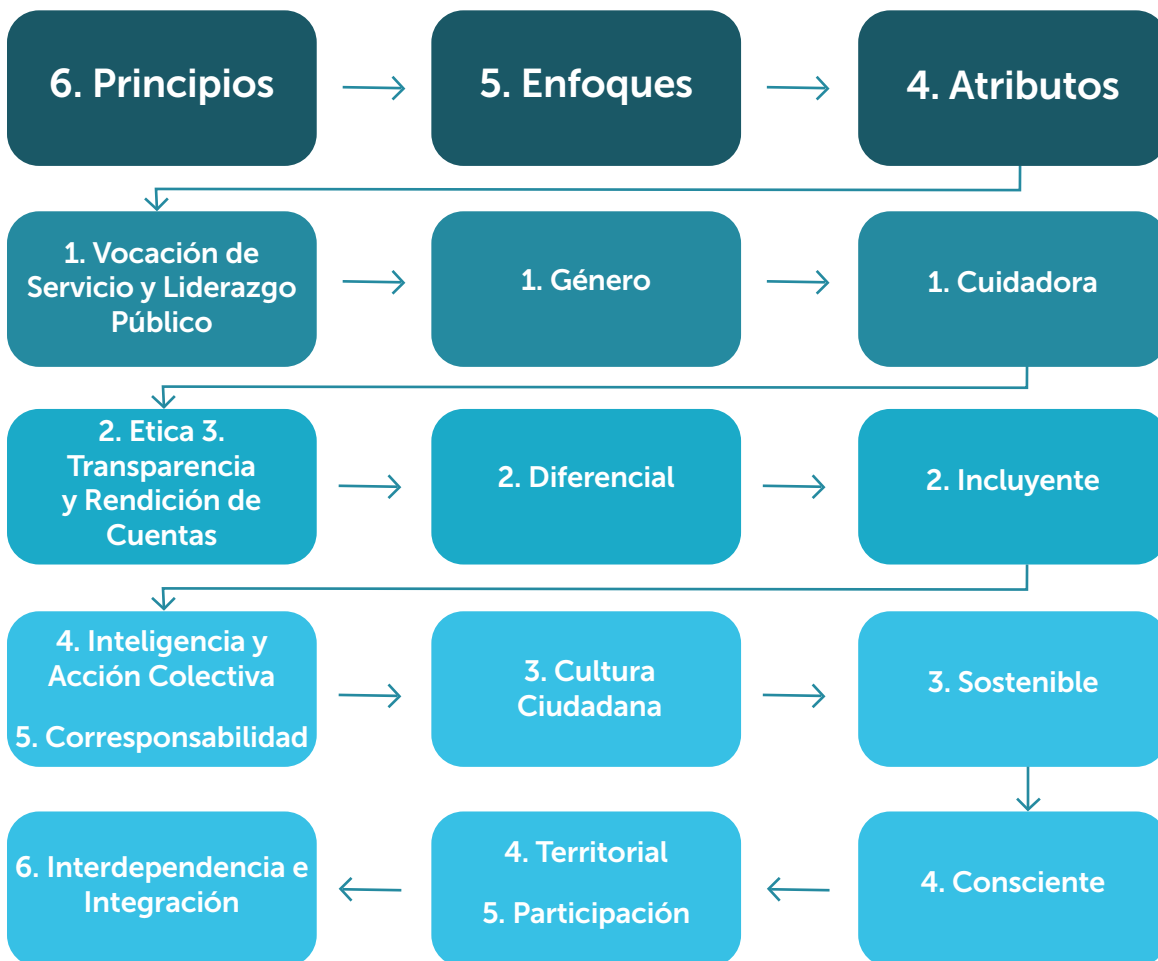 6. Principios
5. Enfoques
4. Atributos
1. Vocación de
Servicio y Liderazgo
Público
1. Género
1. Cuidadora
2. Etica 3.
Transparencia
y Rendición de
Cuentas
2. Diferencial
2. Incluyente
4. Inteligencia y
Acción Colectiva
5. Corresponsabilidad
3. Cultura
Ciudadana
3. Sostenible
6. Interdependencia e
Integración
4. Territorial
5. Participación
4. Consciente